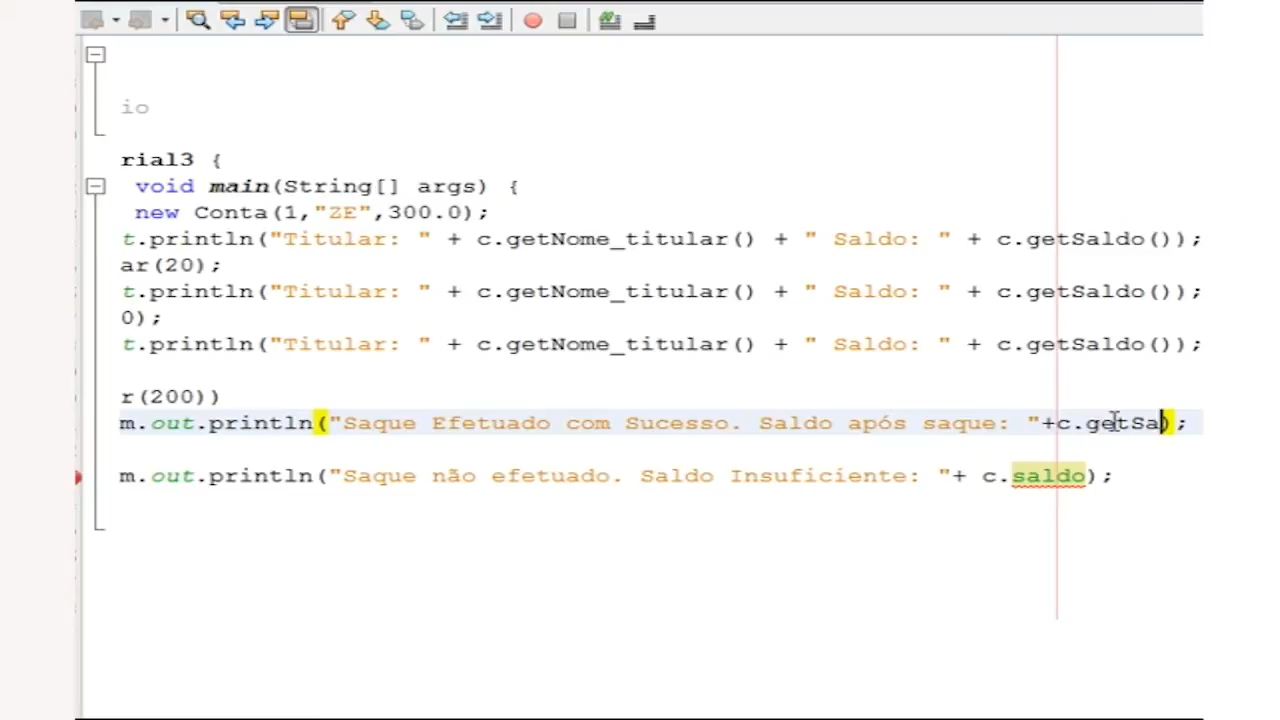 io
rial3 {
void main(String[] args) {
new Conta(1,"ZE",300.0);
t.println("Titular: " + c.getNome_titular() + " Saldo: " + c.getSaldo());
ar(20);
t.println("Titular: " + c.getNome_titular() + " Saldo: " + c.getSaldo());
0);
t.println("Titular: " + c.getNome_titular() + " Saldo: " + c.getSaldo());
r(200))
m.out.println("Saque Efetuado com Sucesso. Saldo após saque: "+c.getSa);
m.out.println("Saque não efetuado. Saldo Insuficiente: "+ c.saldo);